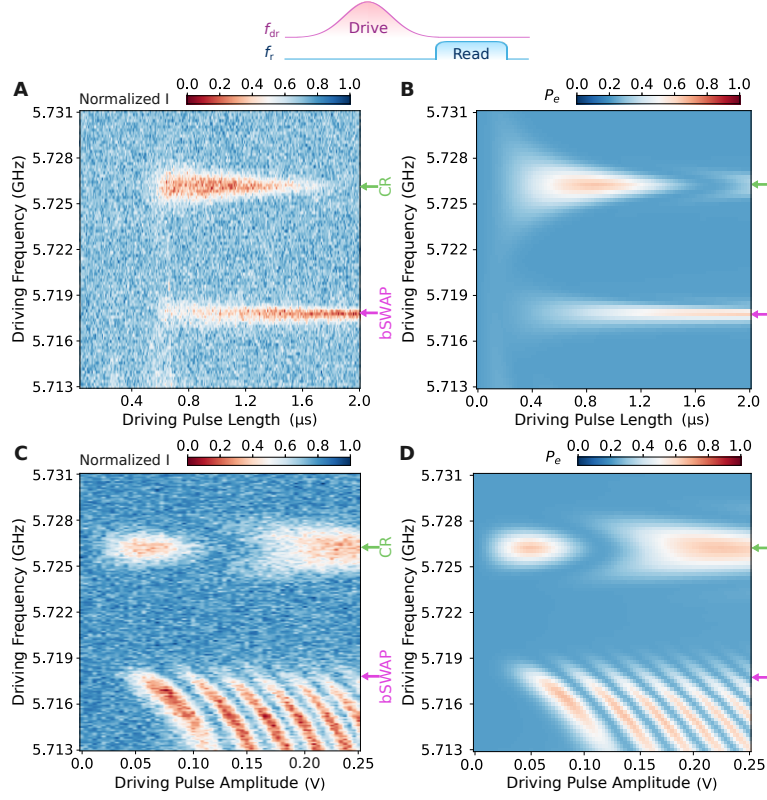 f_dr Drive
f_r Read
A
Normalized I
0.0 0.2 0.4 0.6 0.8 1.0
5.731
5.728
5.725
5.722
5.719
5.716
5.713
Driving Frequency (GHz)
0.4 0.8 1.2 1.6 2.0
Driving Pulse Length (μs)
CR
bSWAP
B
P_e
0.0 0.2 0.4 0.6 0.8 1.0
5.731
5.728
5.725
5.722
5.719
5.716
5.713
Driving Frequency (GHz)
0.0 0.4 0.8 1.2 1.6 2.0
Driving Pulse Length (μs)
C
Normalized I
0.0 0.2 0.4 0.6 0.8 1.0
5.731
5.728
5.725
5.722
5.719
5.716
5.713
Driving Frequency (GHz)
0.0 0.05 0.10 0.15 0.20 0.25
Driving Pulse Amplitude (V)
CR
bSWAP
D
P_e
0.0 0.2 0.4 0.6 0.8 1.0
5.731
5.728
5.725
5.722
5.719
5.716
5.713
Driving Frequency (GHz)
0.0 0.05 0.10 0.15 0.20 0.25
Driving Pulse Amplitude (V)